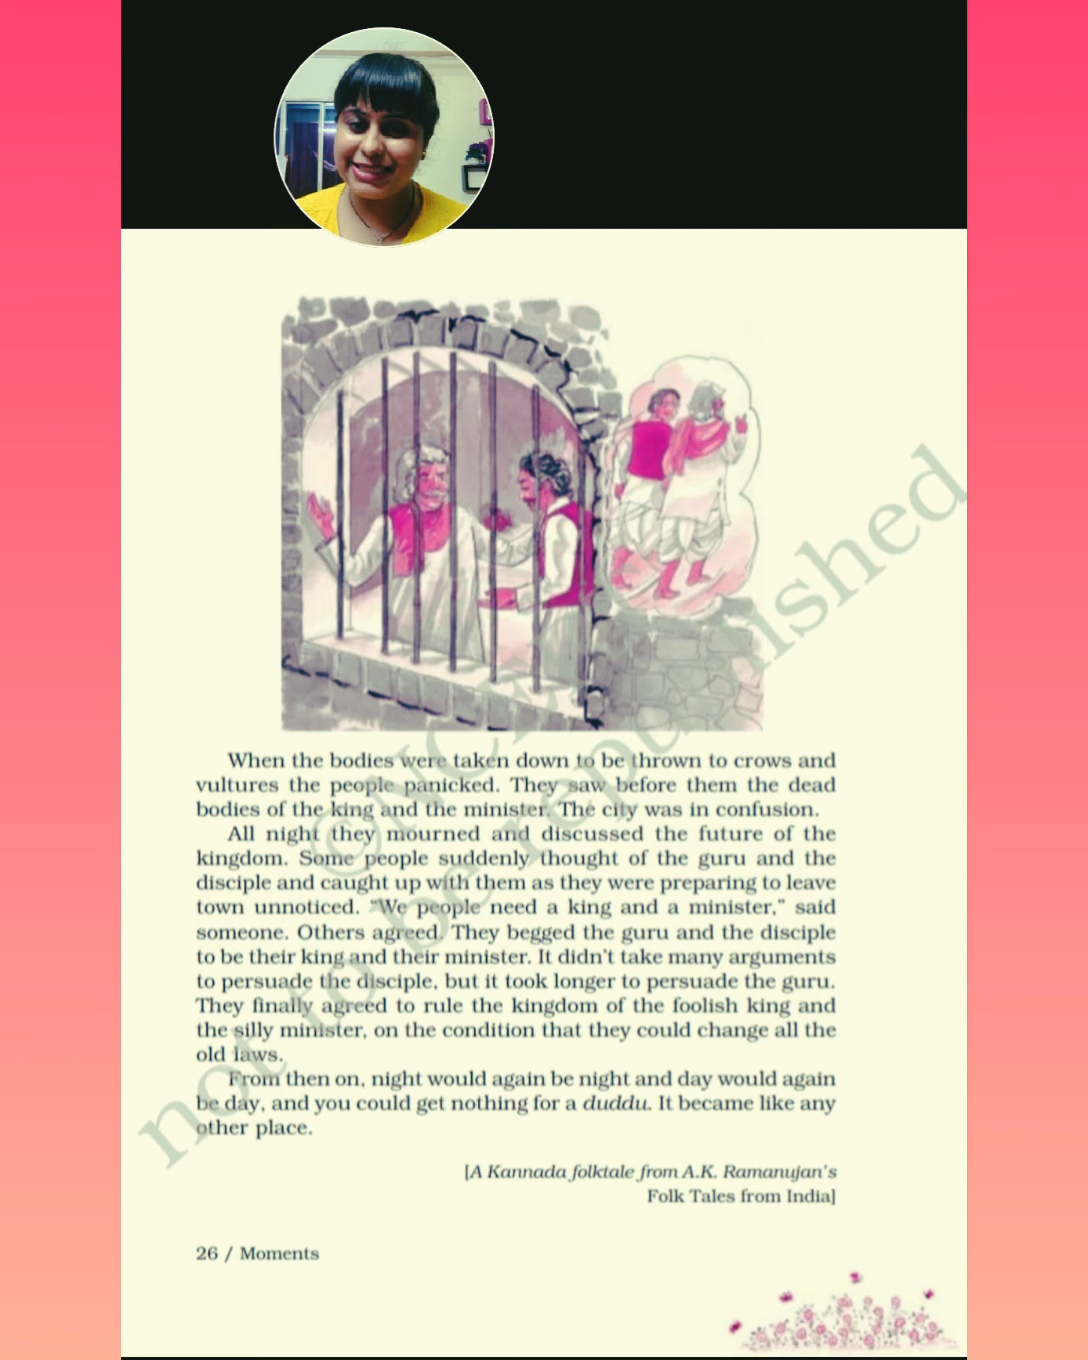 When the bodies were taken down to be thrown to crows and
vultures the people panicked. They saw before them the dead
bodies of the king and the minister. The city was in confusion.
All night they mourned and discussed the future of the
kingdom. Some people suddenly thought of the guru and the
disciple and caught up with them as they were preparing to leave
town unnoticed. “We people need a king and a minister,” said
someone. Others agreed. They begged the guru and the disciple
to be their king and their minister. It didn’t take many arguments
to persuade the disciple, but it took longer to persuade the guru.
They finally agreed to rule the kingdom of the foolish king and
the silly minister, on the condition that they could change all the
old laws.
From then on, night would again be night and day would again
be day, and you could get nothing for a duddu. It became like any
other place.
[A Kannada folktale from A.K. Ramanujan’s
Folk Tales from India]
26 / Moments
not to be republished